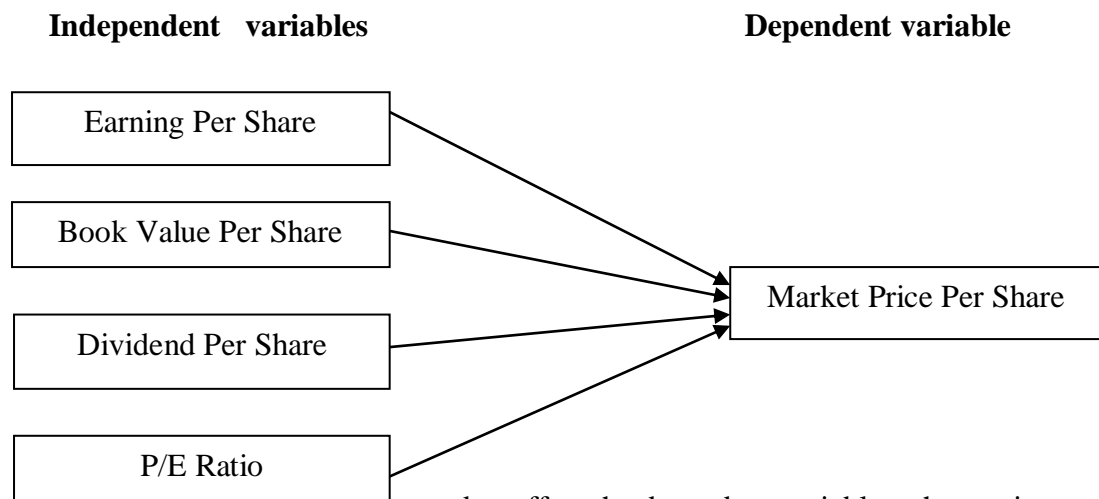 Independent variables
Dependent variable
Earning Per Share
Book Value Per Share
Market Price Per Share
Dividend Per Share
P/E Ratio